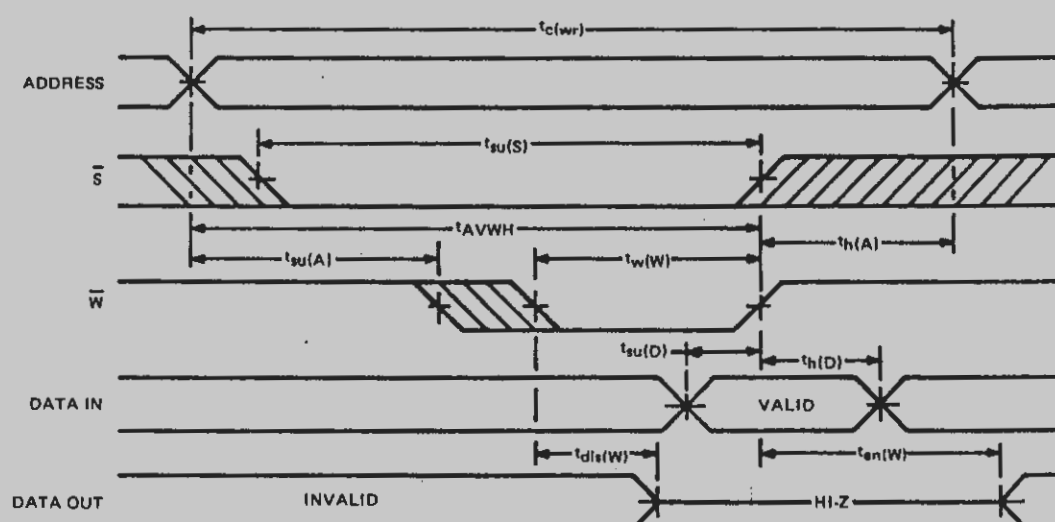 tc(wr)
ADDRESS
tsu(S)
S
tAVWH
tsu(A)
tw(W)
th(A)
W
tsu(D)
th(D)
DATA IN
VALID
tdis(W)
ten(W)
DATA OUT
INVALID
HI-Z